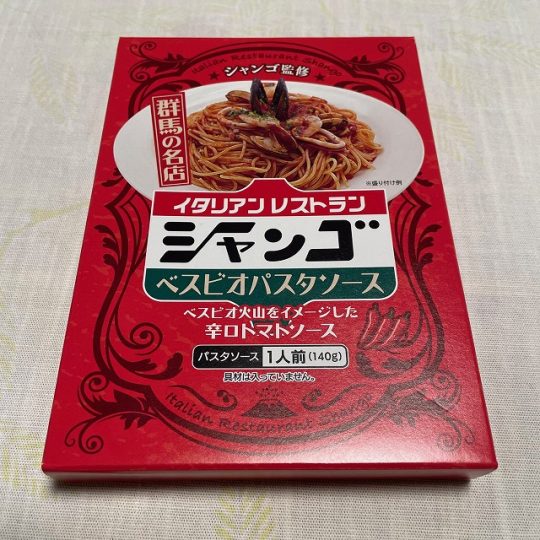 Italian Restaurant Shango
シャンゴ監修
群馬の名店
※盛り付け例
イタリアンレストラン
シャンゴ
ベスビオパスタソース
ベスビオ火山をイメージした
辛口トマトソース
パスタソース 1人前(140g)
具材は入っていません。
Italian Restaurant Shango